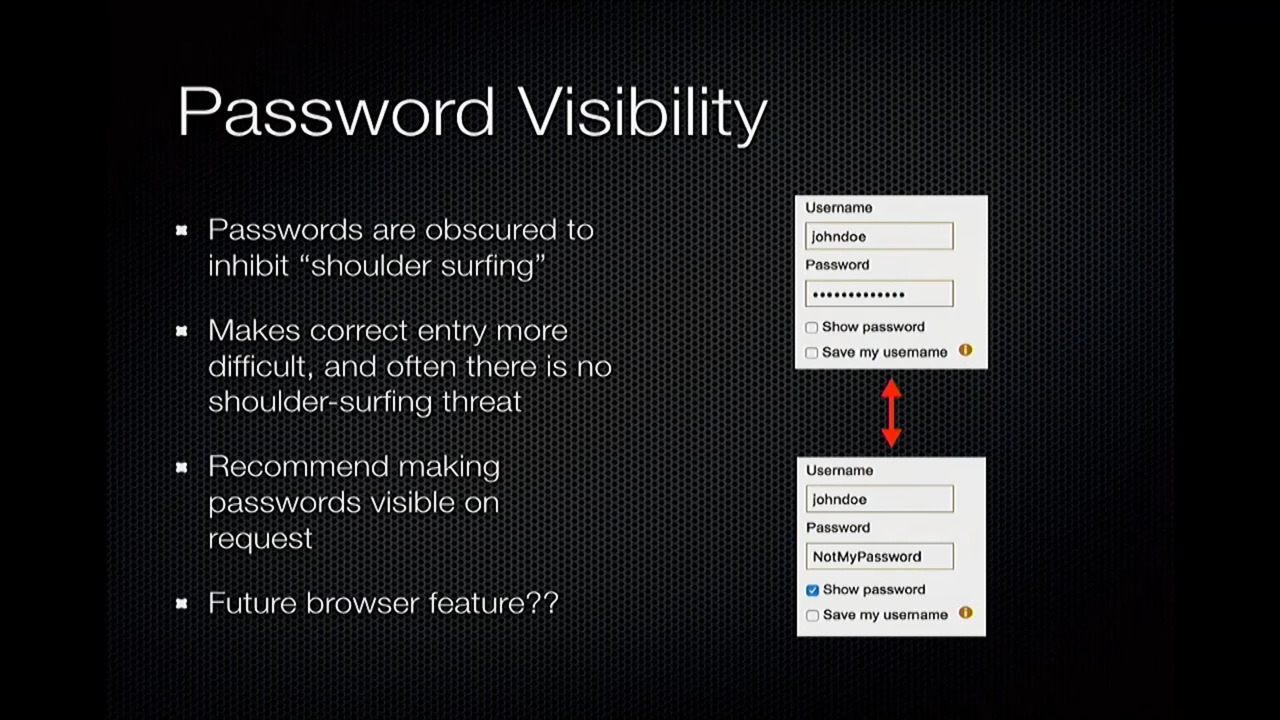 Password Visibility
Passwords are obscured to
inhibit “shoulder surfing”
Makes correct entry more
difficult, and often there is no
shoulder-surfing threat
Recommend making
passwords visible on
request
Future browser feature??
Username
johndoe
Password
•••••••••••••
Show password
Save my username
Username
johndoe
Password
NotMyPassword
Show password
Save my username